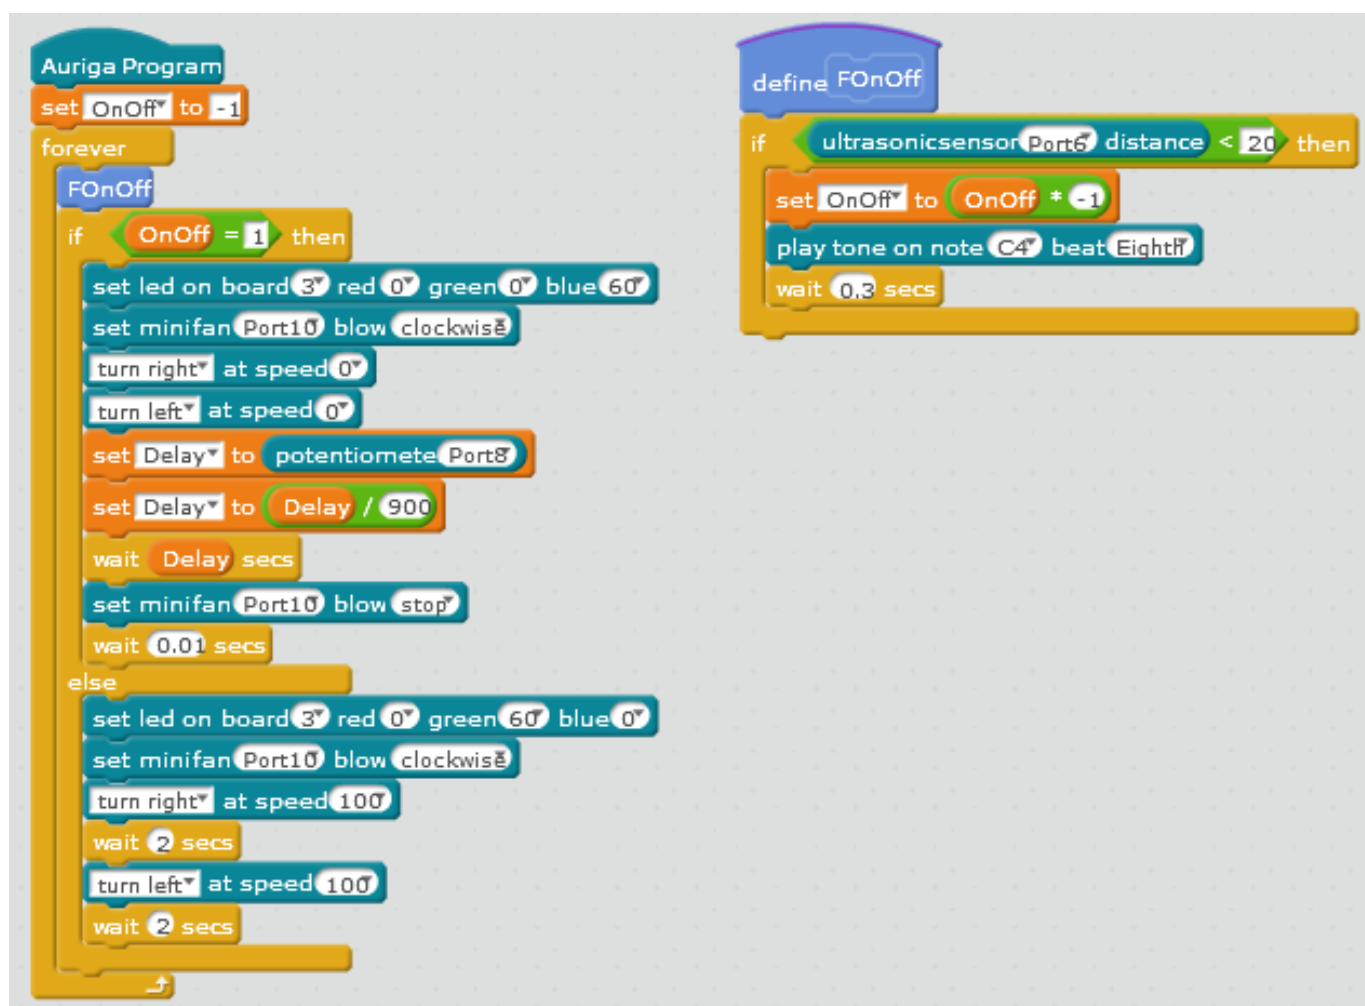 Auriga Program
set OnOff to -1
forever
FOnOff
if OnOff = 1 then
set led on board 3 red 0 green 0 blue 60
set minifan Port10 blow clockwise
turn right at speed 0
turn left at speed 0
set Delay to potentiomete Port8
set Delay to Delay / 900
wait Delay secs
set minifan Port10 blow stop
wait 0.01 secs
else
set led on board 3 red 0 green 60 blue 0
set minifan Port10 blow clockwise
turn right at speed 100
wait 2 secs
turn left at speed 100
wait 2 secs
define FOnOff
if ultrasonicsensor Port6 distance < 20 then
set OnOff to OnOff * -1
play tone on note C4 beat Eighth
wait 0.3 secs